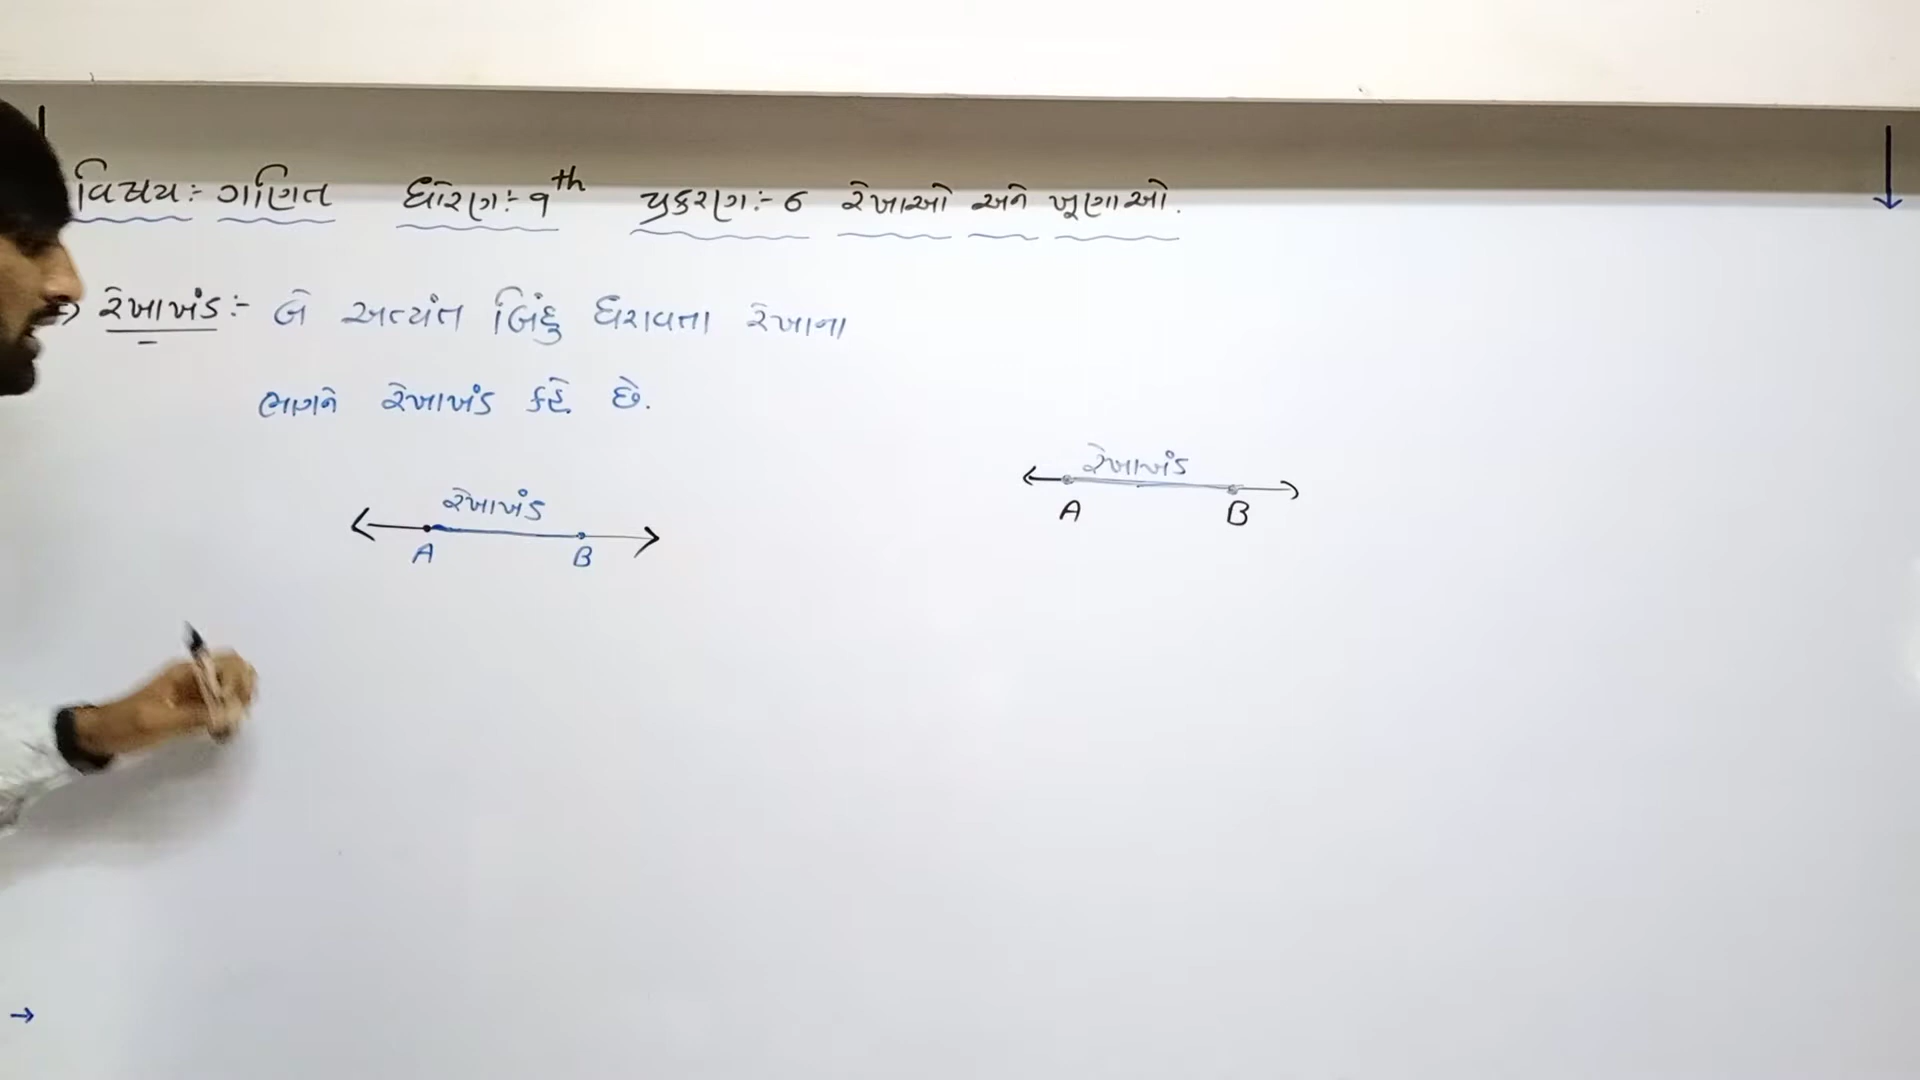 વિષય:- ગણિત ધોરણ:- 9th પ્રકરણ:- 6 રેખાઓ અને ખૂણાઓ.
⇒ રેખાખંડ:- બે અત્યંત બિંદુ ધરાવતા રેખાના
ભાગને રેખાખંડ કહે છે.
રેખાખંડ
A B
રેખાખંડ
A B